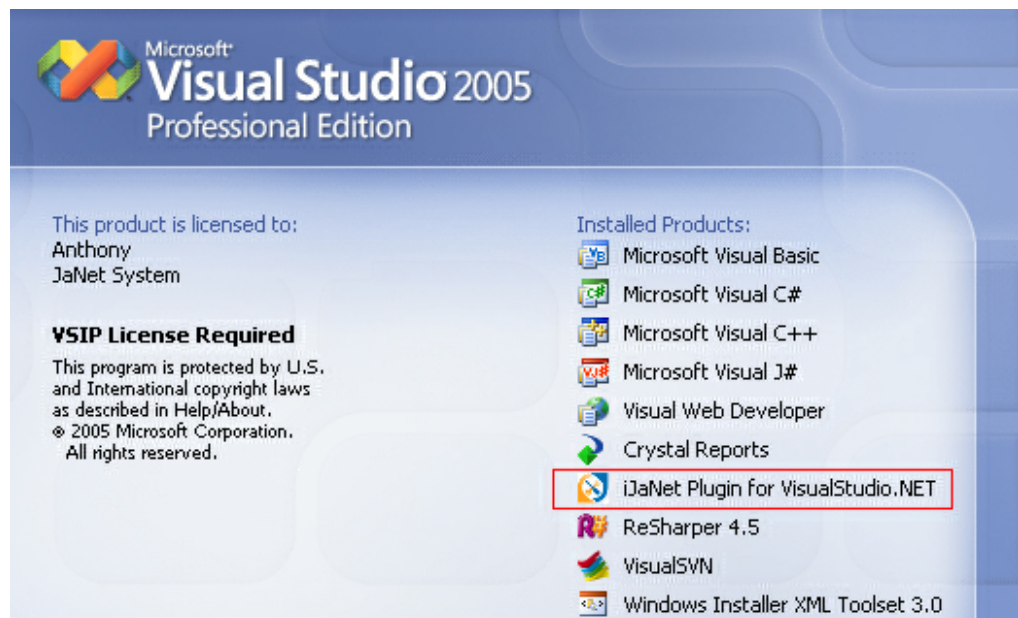 Microsoft
Visual Studio 2005
Professional Edition
This product is licensed to:
Anthony
JaNet System
VSIP License Required
This program is protected by U.S.
and International copyright laws
as described in Help/About.
© 2005 Microsoft Corporation.
All rights reserved.
Installed Products:
Microsoft Visual Basic
Microsoft Visual C#
Microsoft Visual C++
Microsoft Visual J#
Visual Web Developer
Crystal Reports
iJaNet Plugin for VisualStudio.NET
ReSharper 4.5
VisualSVN
Windows Installer XML Toolset 3.0